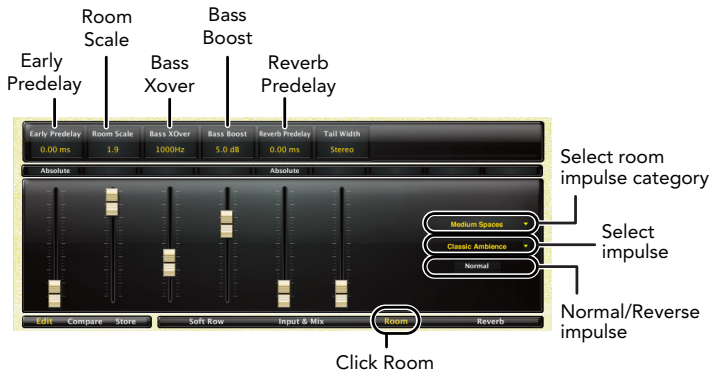 Room
Scale
Bass
Boost
Early
Predelay
Bass
Xover
Reverb
Predelay
Early Predelay Room Scale Bass XOver Bass Boost Reverb Predelay Tail Width
0.00 ms 1.9 1000Hz 5.0 dB 0.00 ms Stereo
Absolute Absolute
Select room
impulse category
Medium Spaces
Select
impulse
Classic Ambience
Normal
Normal/Reverse
impulse
Edit Compare Store Soft Row Input & Mix Room Reverb
Click Room